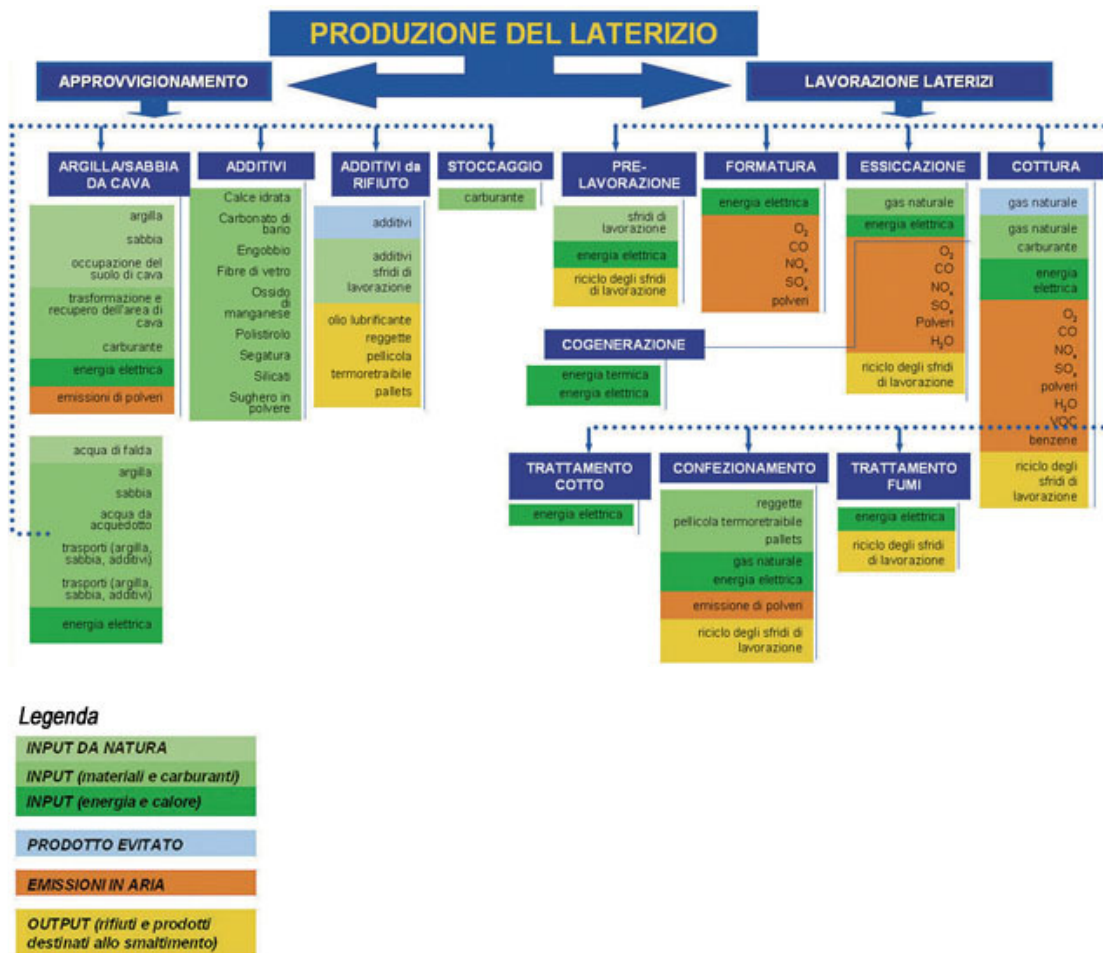 PRODUZIONE DEL LATERIZIO
APPROVVIGIONAMENTO
LAVORAZIONE LATERIZI
ARGILLA/SABBIA
DA CAVA
argilla
sabbia
occupazione del
suolo di cava
trasformazione e
recupero dell'area di
cava
carburante
energia elettrica
emissioni di polveri
acqua di falda
argilla
sabbia
acqua da
acquedotto
trasporti (argilla,
sabbia, additivi)
trasporti (argilla,
sabbia, additivi)
energia elettrica
ADDITIVI
Calce idrata
Carbonato di
bario
Engobbio
Fibre di vetro
Ossido
di
manganese
Polistirolo
Segatura
Silicati
Sughero in
polvere
ADDITIVI da
RIFIUTO
additivi
additivi
sfridi di
lavorazione
olio lubrificante
reggette
pellicola
termoretraibile
pallets
STOCCAGGIO
carburante
PRE-
LAVORAZIONE
sfridi di
lavorazione
energia elettrica
riciclo degli sfridi
di lavorazione
FORMATURA
energia elettrica
O₂
CO
NOₓ
SOₓ
polveri
ESSICCAZIONE
gas naturale
energia elettrica
O₂
CO
NOₓ
SOₓ
Polveri
H₂O
riciclo degli sfridi
di lavorazione
COTTURA
gas naturale
gas naturale
carburante
energia
elettrica
O₂
CO
NOₓ
SOₓ
polveri
H₂O
VOC
benzene
riciclo degli
sfridi di
lavorazione
COGENERAZIONE
energia termica
energia elettrica
TRATTAMENTO
COTTO
energia elettrica
CONFEZIONAMENTO
reggette
pellicola termoretraibile
pallets
gas naturale
energia elettrica
emissione di polveri
riciclo degli sfridi di
lavorazione
TRATTAMENTO
FUMI
energia elettrica
riciclo degli sfridi
di lavorazione
Legenda
INPUT DA NATURA
INPUT (materiali e carburanti)
INPUT (energia e calore)
PRODOTTO EVITATO
EMISSIONI IN ARIA
OUTPUT (rifiuti e prodotti
destinati allo smaltimento)